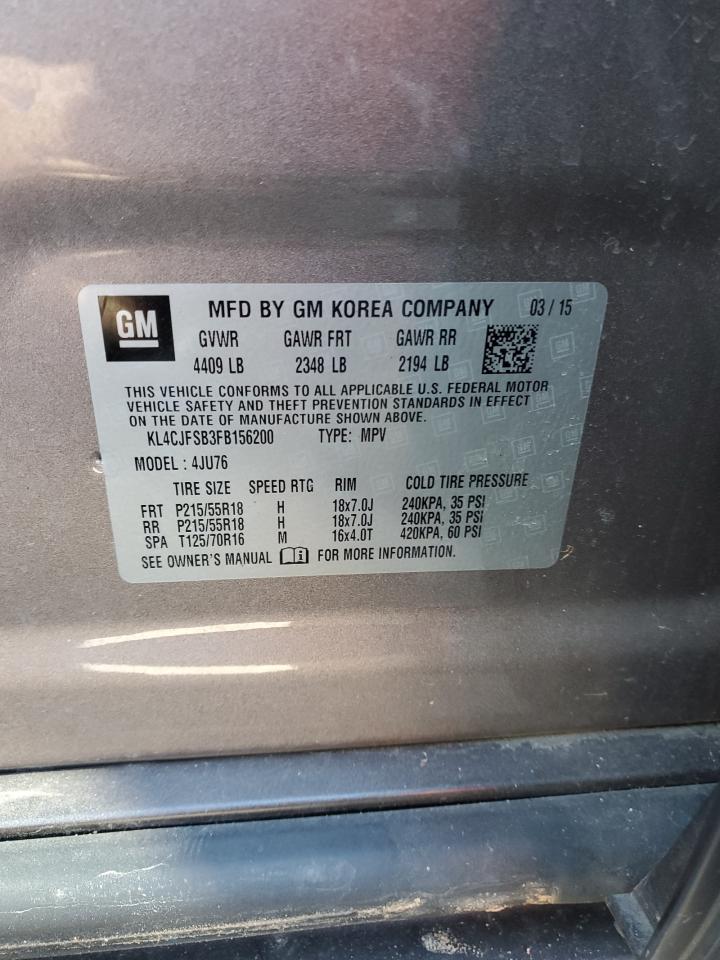 GM MFD BY GM KOREA COMPANY 03 / 15
GVWR GAWR FRT GAWR RR
4409 LB 2348 LB 2194 LB
THIS VEHICLE CONFORMS TO ALL APPLICABLE U.S. FEDERAL MOTOR
VEHICLE SAFETY AND THEFT PREVENTION STANDARDS IN EFFECT
ON THE DATE OF MANUFACTURE SHOWN ABOVE.
KL4CJFSB3FB156200 TYPE: MPV
MODEL : 4JU76
TIRE SIZE SPEED RTG RIM COLD TIRE PRESSURE
FRT P215/55R18 H 18x7.0J 240KPA, 35 PSI
RR P215/55R18 H 18x7.0J 240KPA, 35 PSI
SPA T125/70R16 M 16x4.0T 420KPA, 60 PSI
SEE OWNER'S MANUAL i FOR MORE INFORMATION.